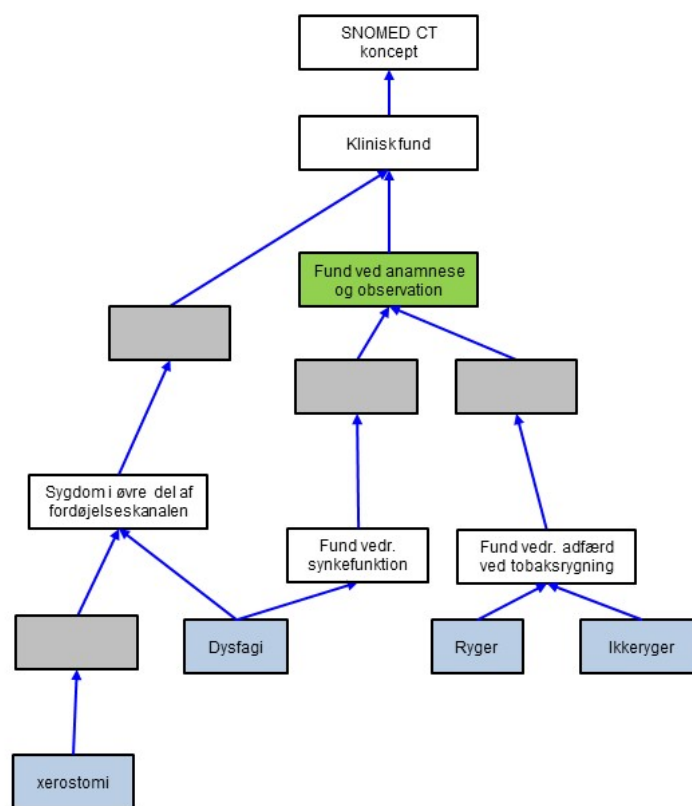 SNOMED CT
koncept
Klinisk fund
Fund ved anamnese
og observation
Sygdom i øvre del af
fordøjelseskanalen
Fund vedr.
synkefunktion
Fund vedr. adfærd
ved tobaksrygning
Dysfagi
Ryger
Ikkeryger
xerostomi